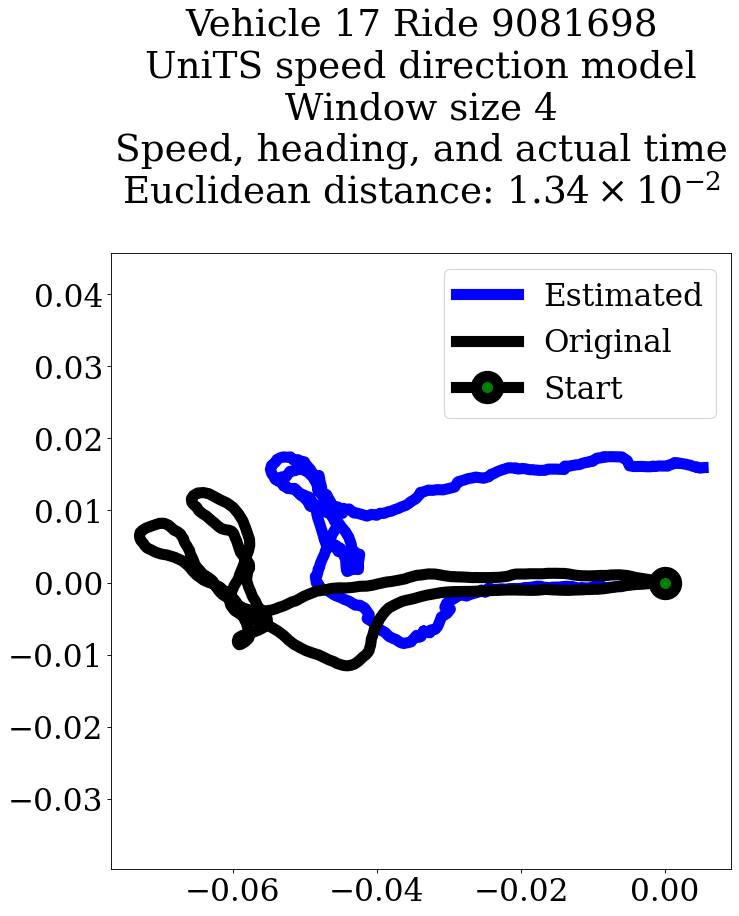 Vehicle 17 Ride 9081698
UniTS speed direction model
Window size 4
Speed, heading, and actual time
Euclidean distance: 1.34 × 10⁻²
Estimated
Original
Start
0.04
0.03
0.02
0.01
0.00
−0.01
−0.02
−0.03
−0.06 −0.04 −0.02 0.00